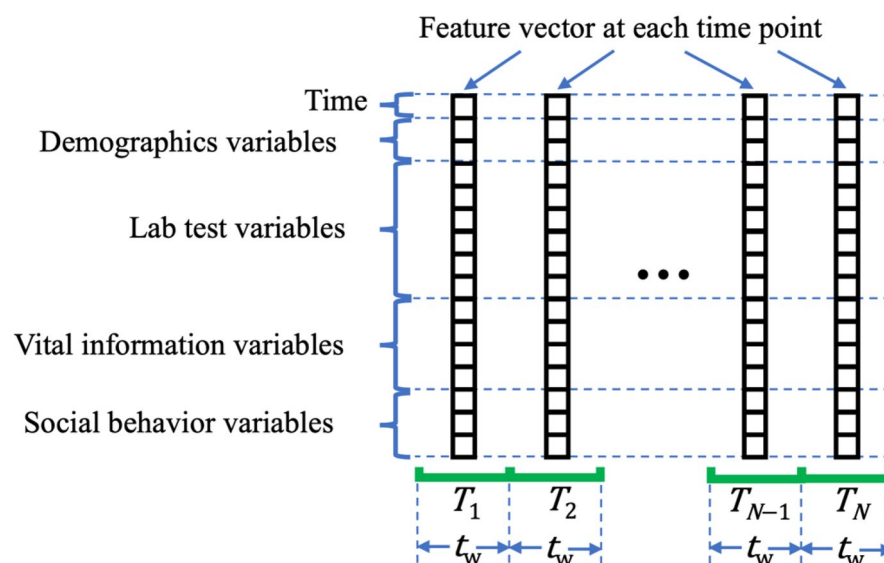 Feature vector at each time point
Time
Demographics variables
Lab test variables
...
Vital information variables
Social behavior variables
T1 T2 TN−1 TN
tw tw tw tw